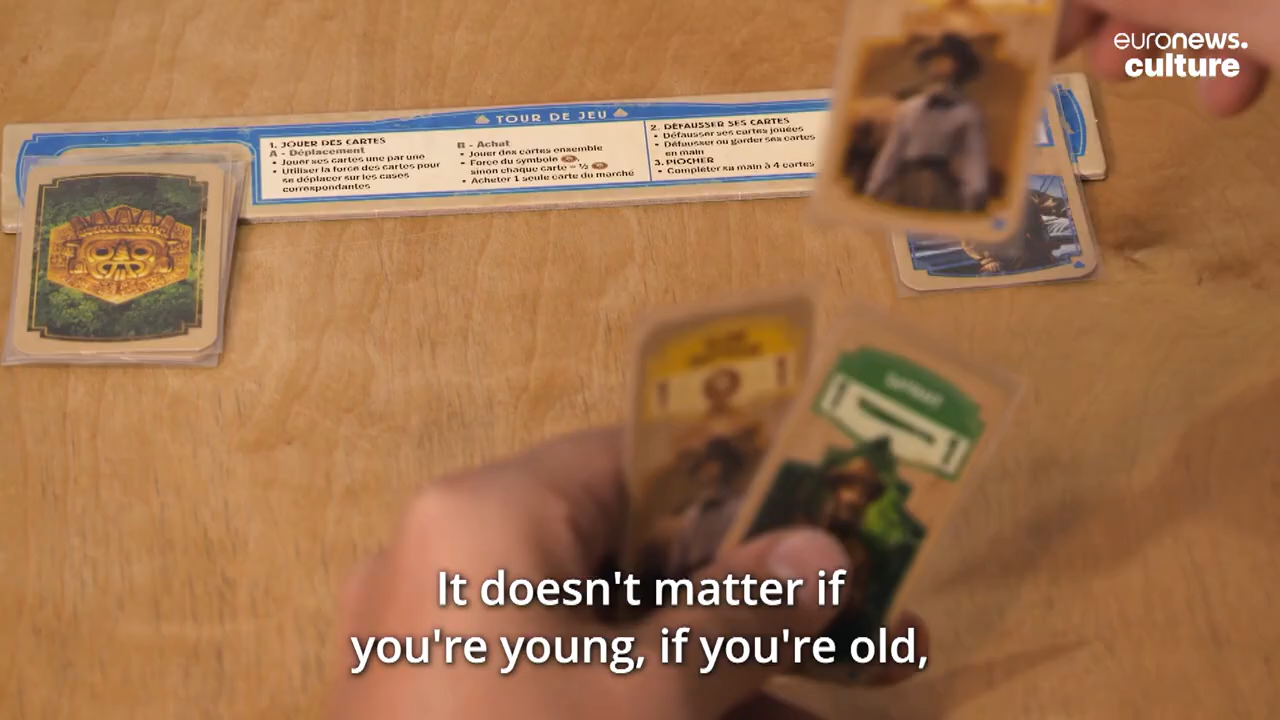 euronews.
culture
TOUR DE JEU
1. JOUER DES CARTES
A - Déplacement
• Jouer ses cartes une par une
• Utiliser la force des cartes pour
se déplacer sur les cases
correspondantes
B - Achat
• Jouer des cartes ensemble
• Force du symbole
sinon chaque carte = ½
• Acheter 1 seule carte du marché
2. DÉFAUSSER SES CARTES
• Défausser ses cartes jouées
• Défausser ou garder ses cartes
en main
3. PIOCHER
• Compléter sa main à 4 cartes
1
1
1
1
It doesn't matter if
you're young, if you're old,